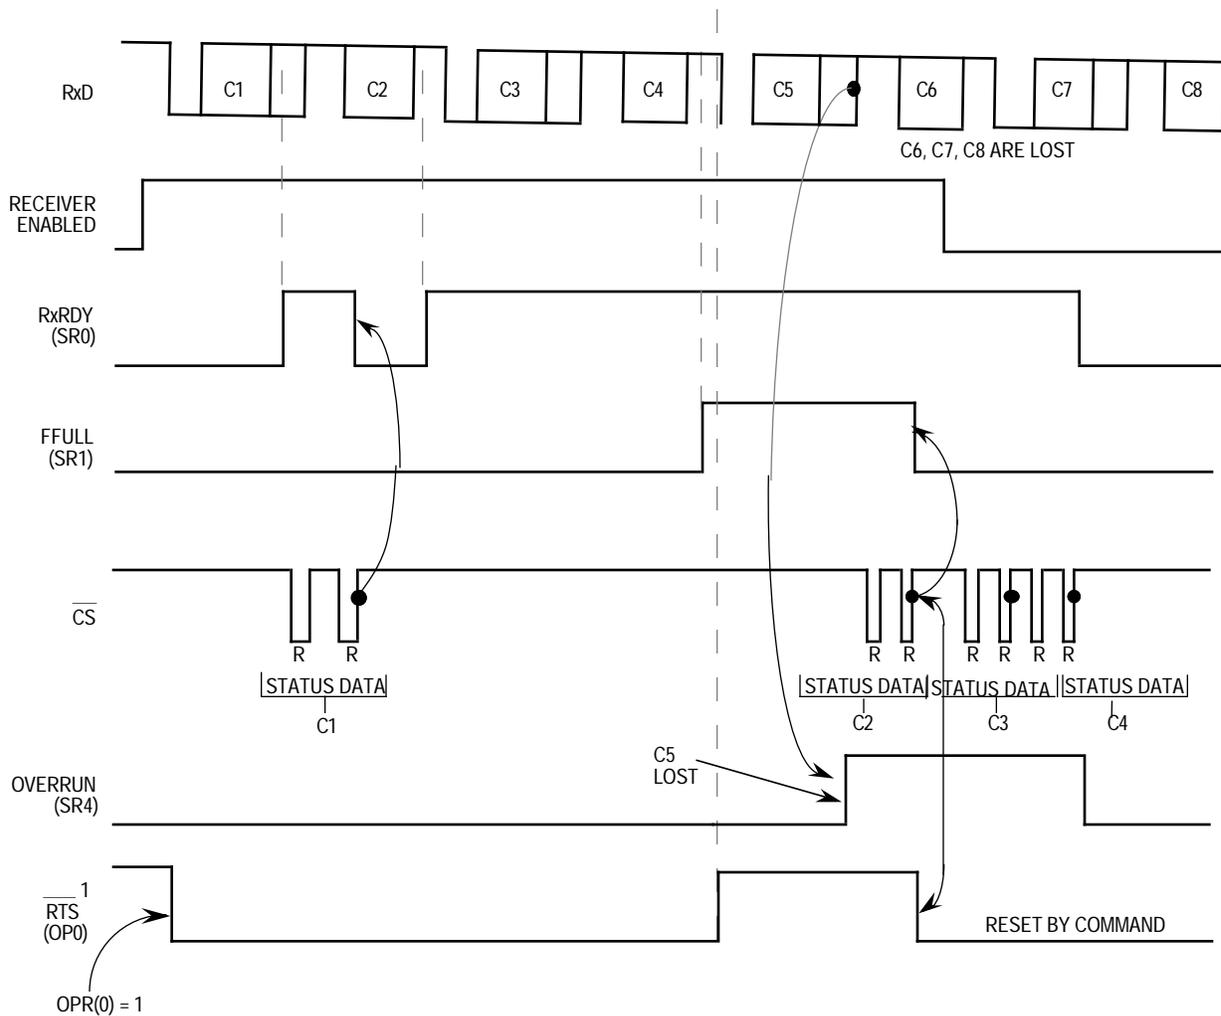 RxD
C1
C2
C3
C4
C5
C6
C7
C8
C6, C7, C8 ARE LOST
RECEIVER
ENABLED
RxRDY
(SR0)
FFULL
(SR1)
CS
R
R
R
R
R
R
R
R
STATUS DATA
STATUS DATA
STATUS DATA
STATUS DATA
C1
C2
C3
C4
C5
LOST
OVERRUN
(SR4)
RTS 1
(OP0)
RESET BY COMMAND
OPR(0) = 1